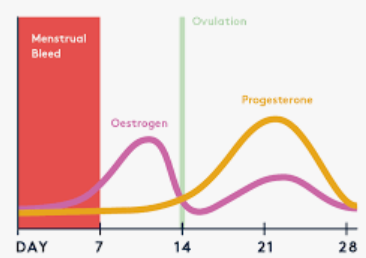 Ovulation
Menstrual
Bleed
Progesterone
Oestrogen
DAY 7 14 21 28